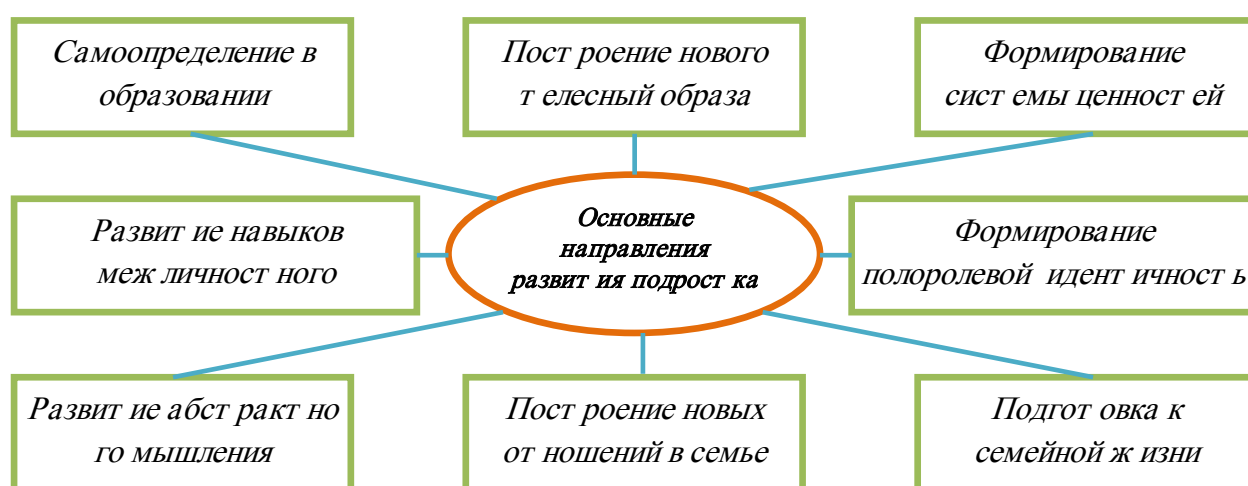 Самоопределение в
образовании
Пост роение нового
т елесный образа
Формирование
сист емы ценност ей
Развит ие навыков
меж личност ного
Основные
направления
развит ия подрост ка
Формирование
полоролевой идент ичност ь
Развит ие абст ракт но
го мышления
Пост роение новых
от ношений в семье
Подгот овка к
семейной ж изни